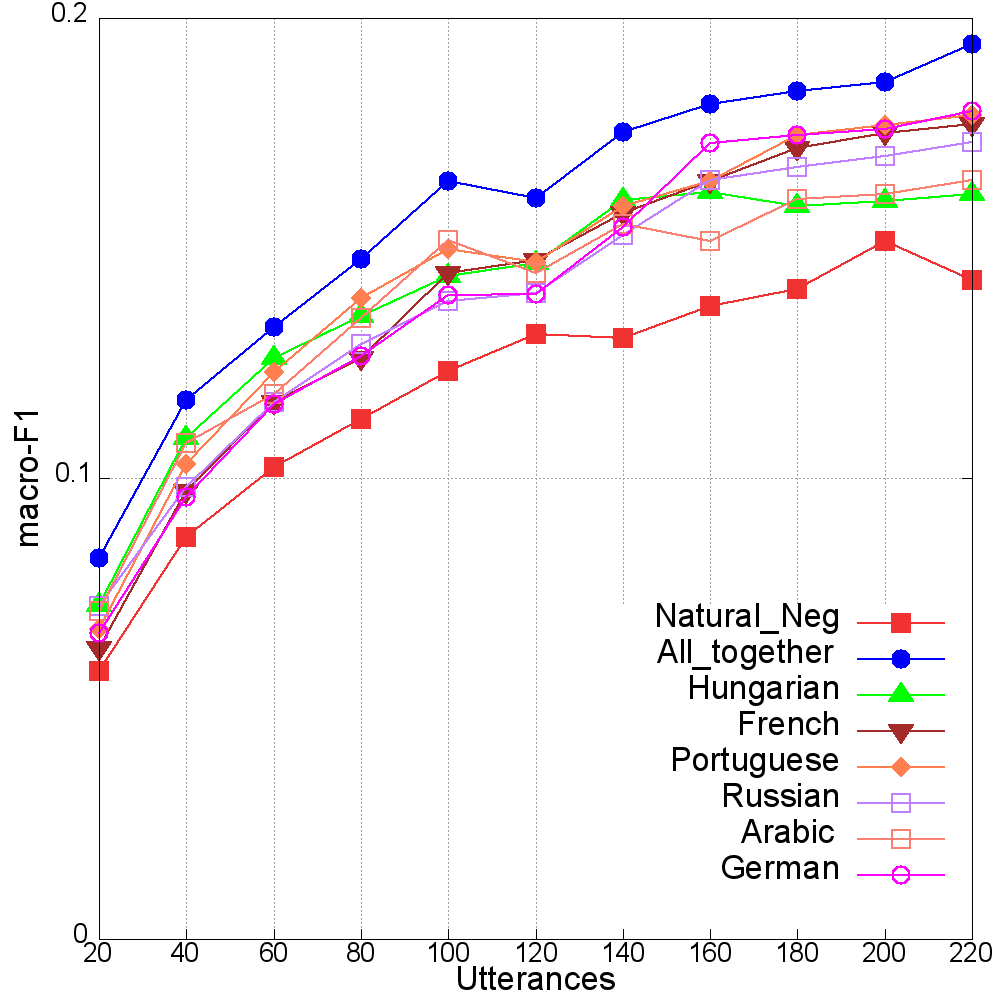 0.2
0.1
0
macro-F1
Natural_Neg
All_together
Hungarian
French
Portuguese
Russian
Arabic
German
20 40 60 80 100 120 140 160 180 200 220
Utterances